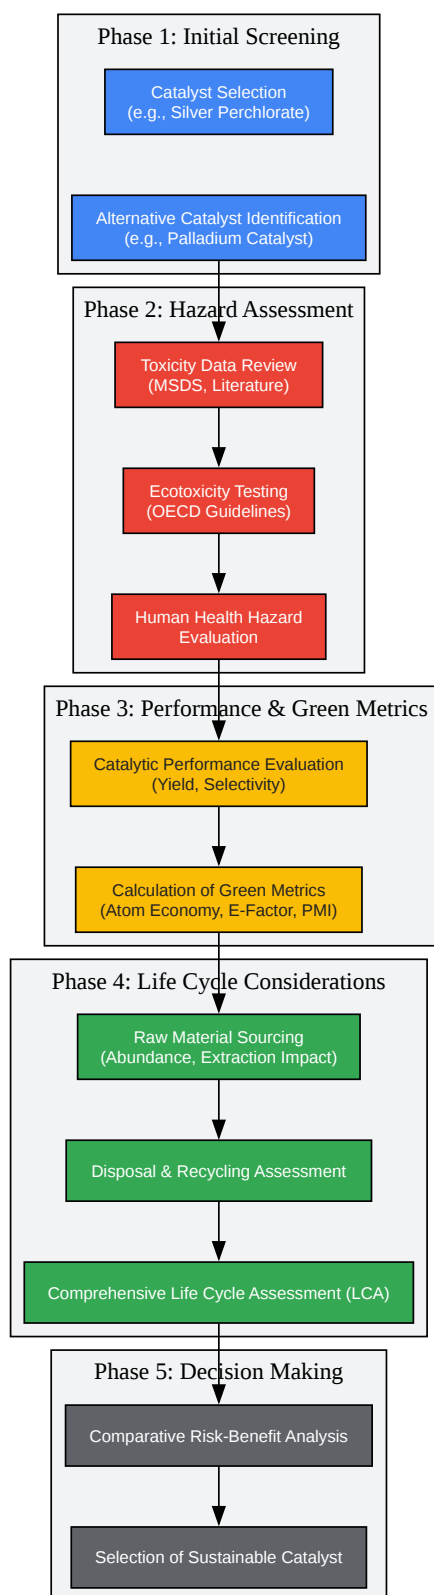 Phase 1: Initial Screening
Catalyst Selection
(e.g., Silver Perchlorate)
Alternative Catalyst Identification
(e.g., Palladium Catalyst)
Phase 2: Hazard Assessment
Toxicity Data Review
(MSDS, Literature)
Ecotoxicity Testing
(OECD Guidelines)
Human Health Hazard
Evaluation
Phase 3: Performance & Green Metrics
Catalytic Performance Evaluation
(Yield, Selectivity)
Calculation of Green Metrics
(Atom Economy, E-Factor, PMI)
Phase 4: Life Cycle Considerations
Raw Material Sourcing
(Abundance, Extraction Impact)
Disposal & Recycling Assessment
Comprehensive Life Cycle Assessment (LCA)
Phase 5: Decision Making
Comparative Risk-Benefit Analysis
Selection of Sustainable Catalyst